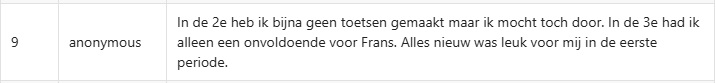 9 anonymous In de 2e heb ik bijna geen toetsen gemaakt maar ik mocht toch door. In de 3e had ik
alleen een onvoldoende voor Frans. Alles nieuw was leuk voor mij in de eerste
periode.